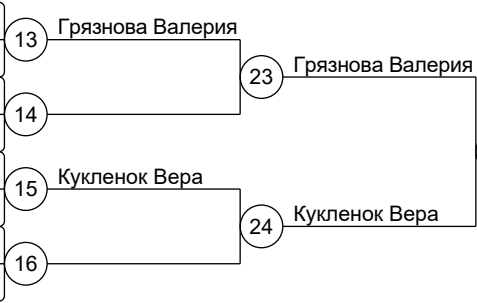 13 Грязнова Валерия
23 Грязнова Валерия
14
15 Кукленок Вера
24 Кукленок Вера
16